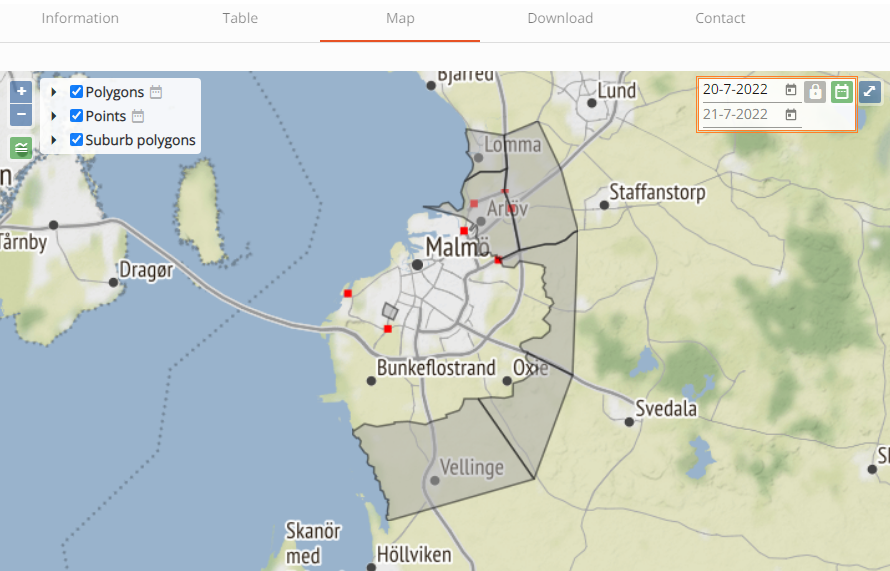 Information
Table
Map
Download
Contact
Bjärred
+
Polygons
20-7-2022
Lund
−
Points
21-7-2022
Suburb polygons
Lomma
Staffanstorp
Arlöv
Tårnby
Malmö
Dragør
Bunkeflostrand
Oxie
Svedala
Vellinge
Skanör
med
Höllviken